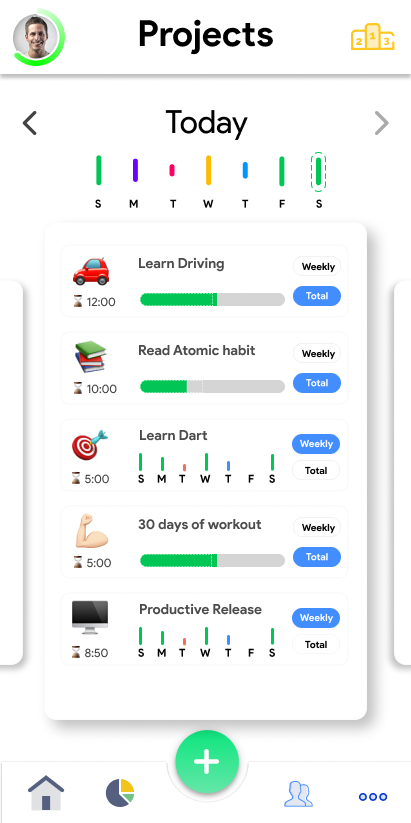 Projects
2 1 3
Today
S M T W T F S
Learn Driving
Weekly
12:00
Total
Read Atomic habit
Weekly
10:00
Total
Learn Dart
Weekly
5:00
S M T W T F S
Total
30 days of workout
Weekly
5:00
Total
Productive Release
Weekly
8:50
S M T W T F S
Total